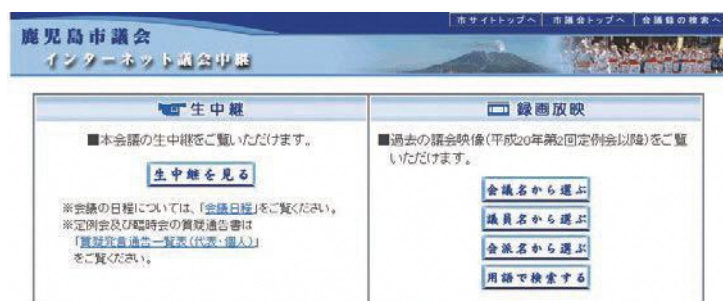 市サイトトップへ 市議会トップへ 会議録の検索へ
鹿児島市議会
インターネット議会中継
生中継
■本会議の生中継をご覧いただけます。
生中継を見る
※会議の日程については、「会議日程」をご覧ください。
※定例会及び臨時会の質疑通告書は
「質疑発言通告一覧表(代表・個人)」
をご覧ください。
録画放映
■過去の議会映像(平成20年第2回定例会以降)をご覧
いただけます。
会議名から選ぶ
議員名から選ぶ
会派名から選ぶ
用語で検索する